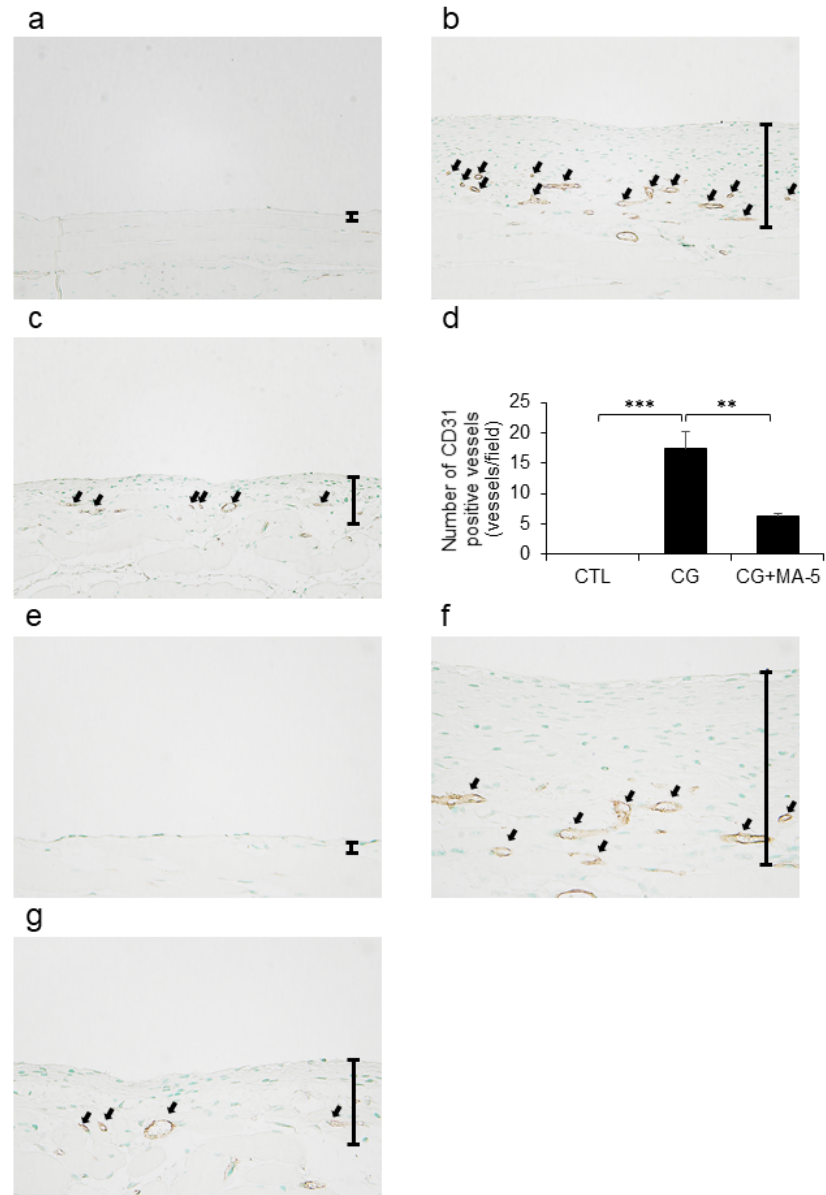 a
b
c
d
Number of CD31
positive vessels
(vessels/field)
25
20
15
10
5
0
***
**
CTL
CG
CG+MA-5
e
f
g